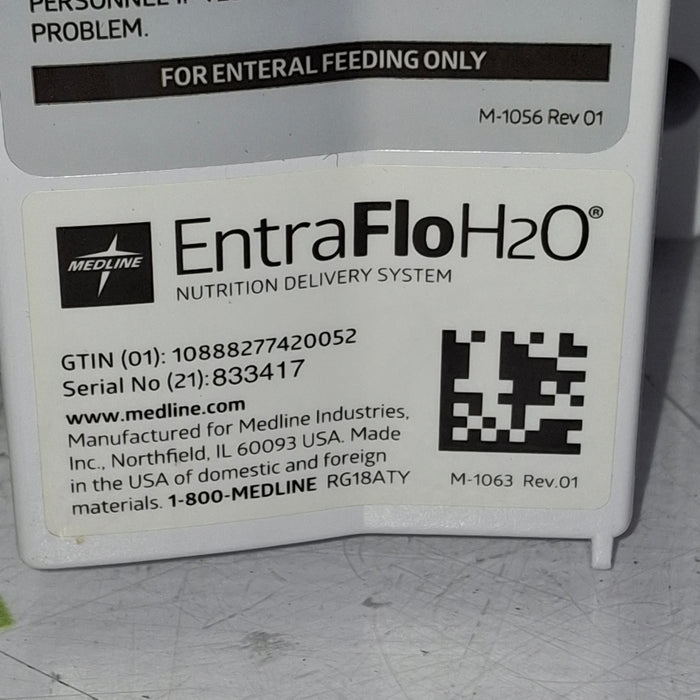 PROBLEM.
FOR ENTERAL FEEDING ONLY
M-1056 Rev 01
MEDLINE
EntraFloH2O®
NUTRITION DELIVERY SYSTEM
GTIN (01): 10888277420052
Serial No (21):833417
www.medline.com
Manufactured for Medline Industries,
Inc., Northfield, IL 60093 USA. Made
in the USA of domestic and foreign
materials. 1-800-MEDLINE RG18ATY
M-1063 Rev.01